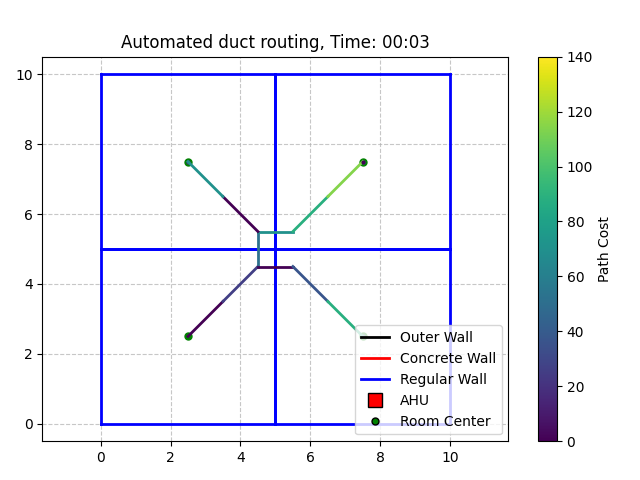 Automated duct routing, Time: 00:03
10
8
6
4
2
0
0 2 4 6 8 10
Outer Wall
Concrete Wall
Regular Wall
AHU
Room Center
140
120
100
80
60
40
20
0
Path Cost